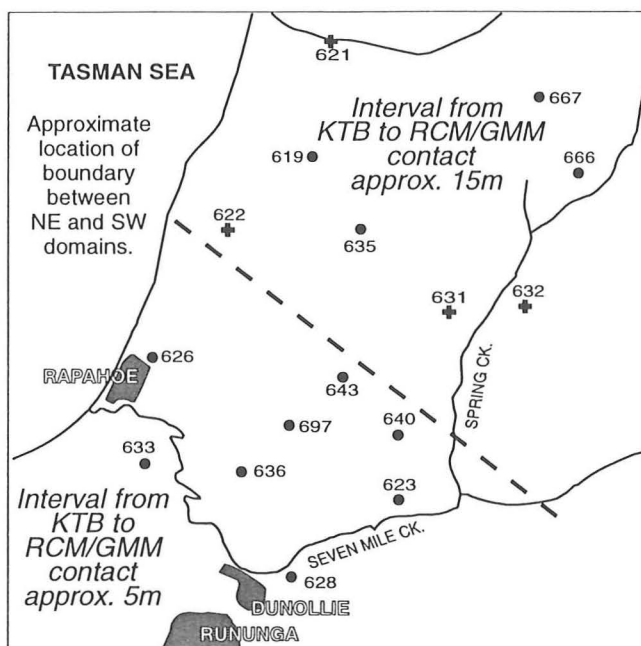 621
TASMAN SEA
667
Interval from
KTB to RCM/GMM
contact
approx. 15m
Approximate
location of
boundary
between
NE and SW
domains.
619
666
622
635
631
632
626
RAPAHOE
643
SPRING CK.
697
640
633
636
623
Interval from
KTB to
RCM/GMM
contact
approx. 5m
SEVEN MILE CK.
628
DUNOLLIE
RUNUNGA